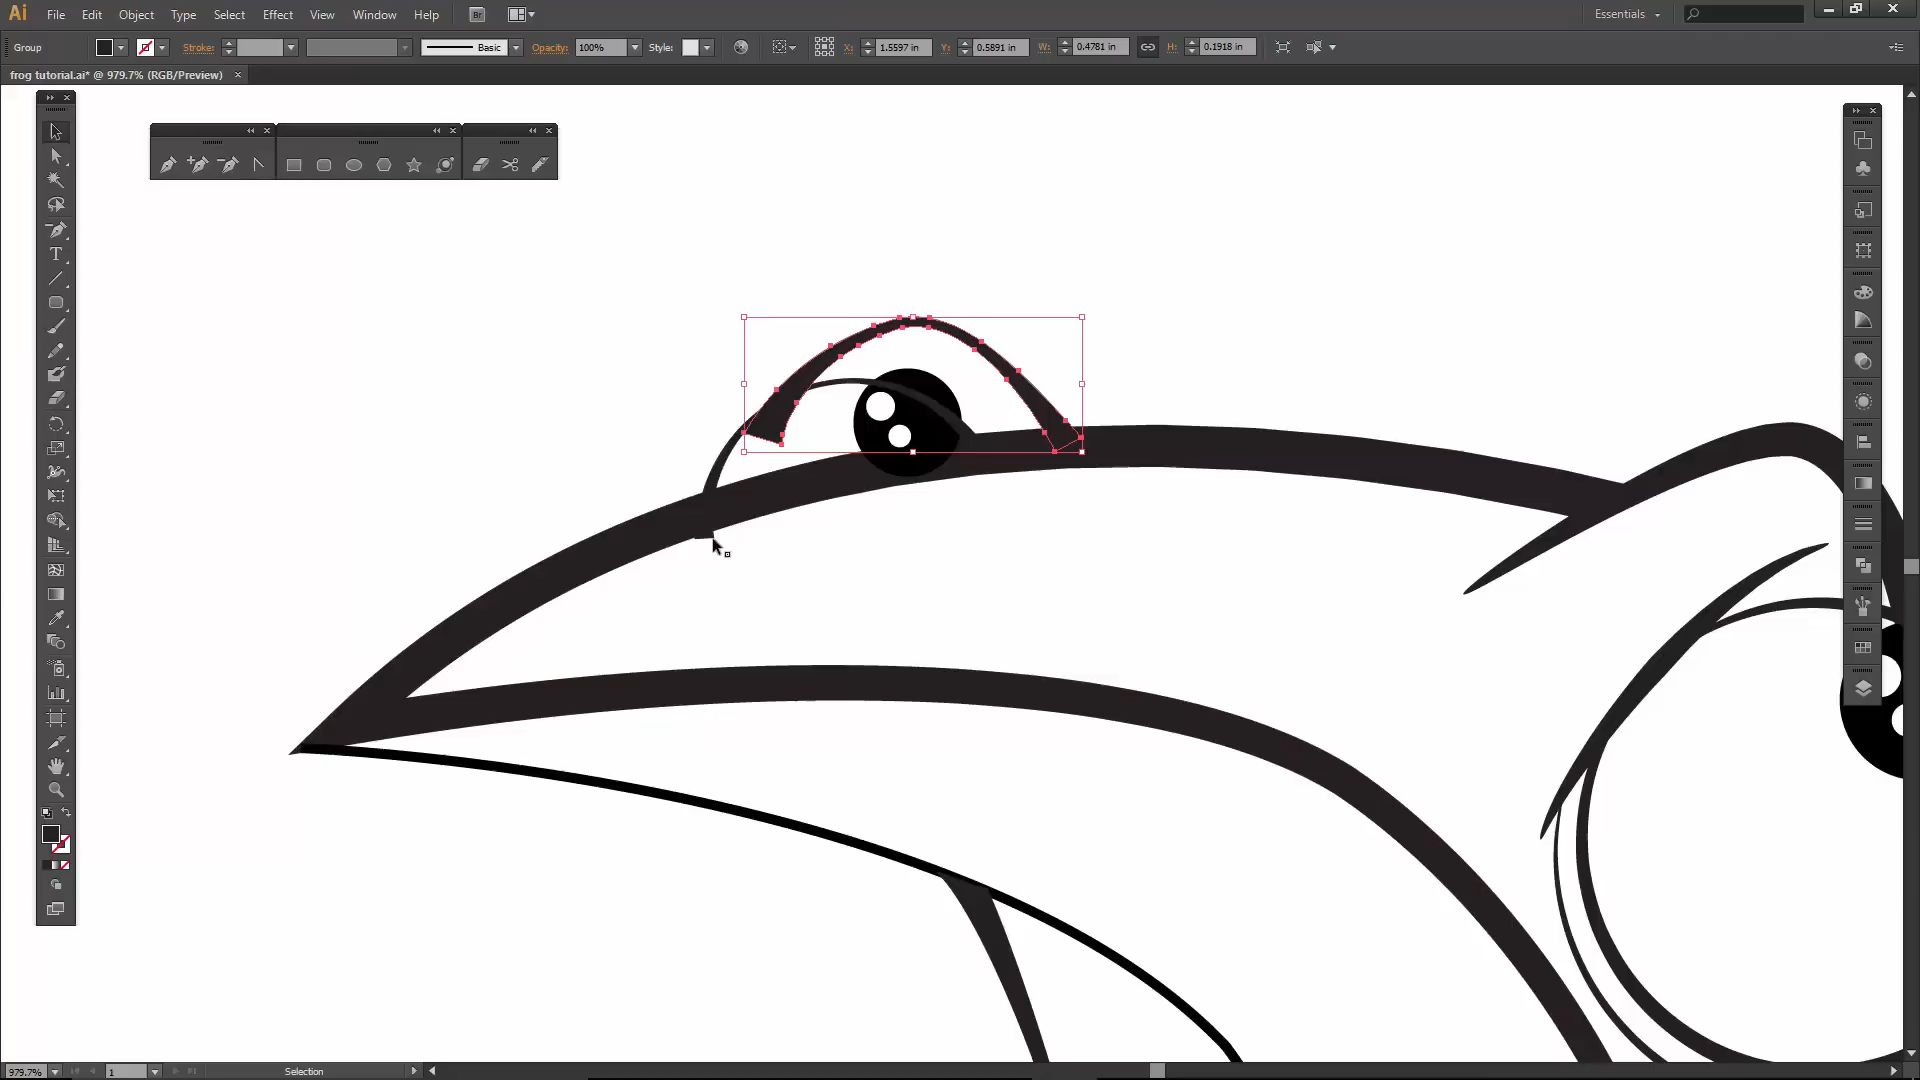 Ai File Edit Object Type Select Effect View Window Help Br Essentials
Group Stroke: Basic Opacity: 100% Style: X: 1.5597 in Y: 0.5891 in W: 0.4781 in H: 0.1918 in
frog tutorial.ai* @ 979.7% (RGB/Preview)
T
979.7% 1 Selection